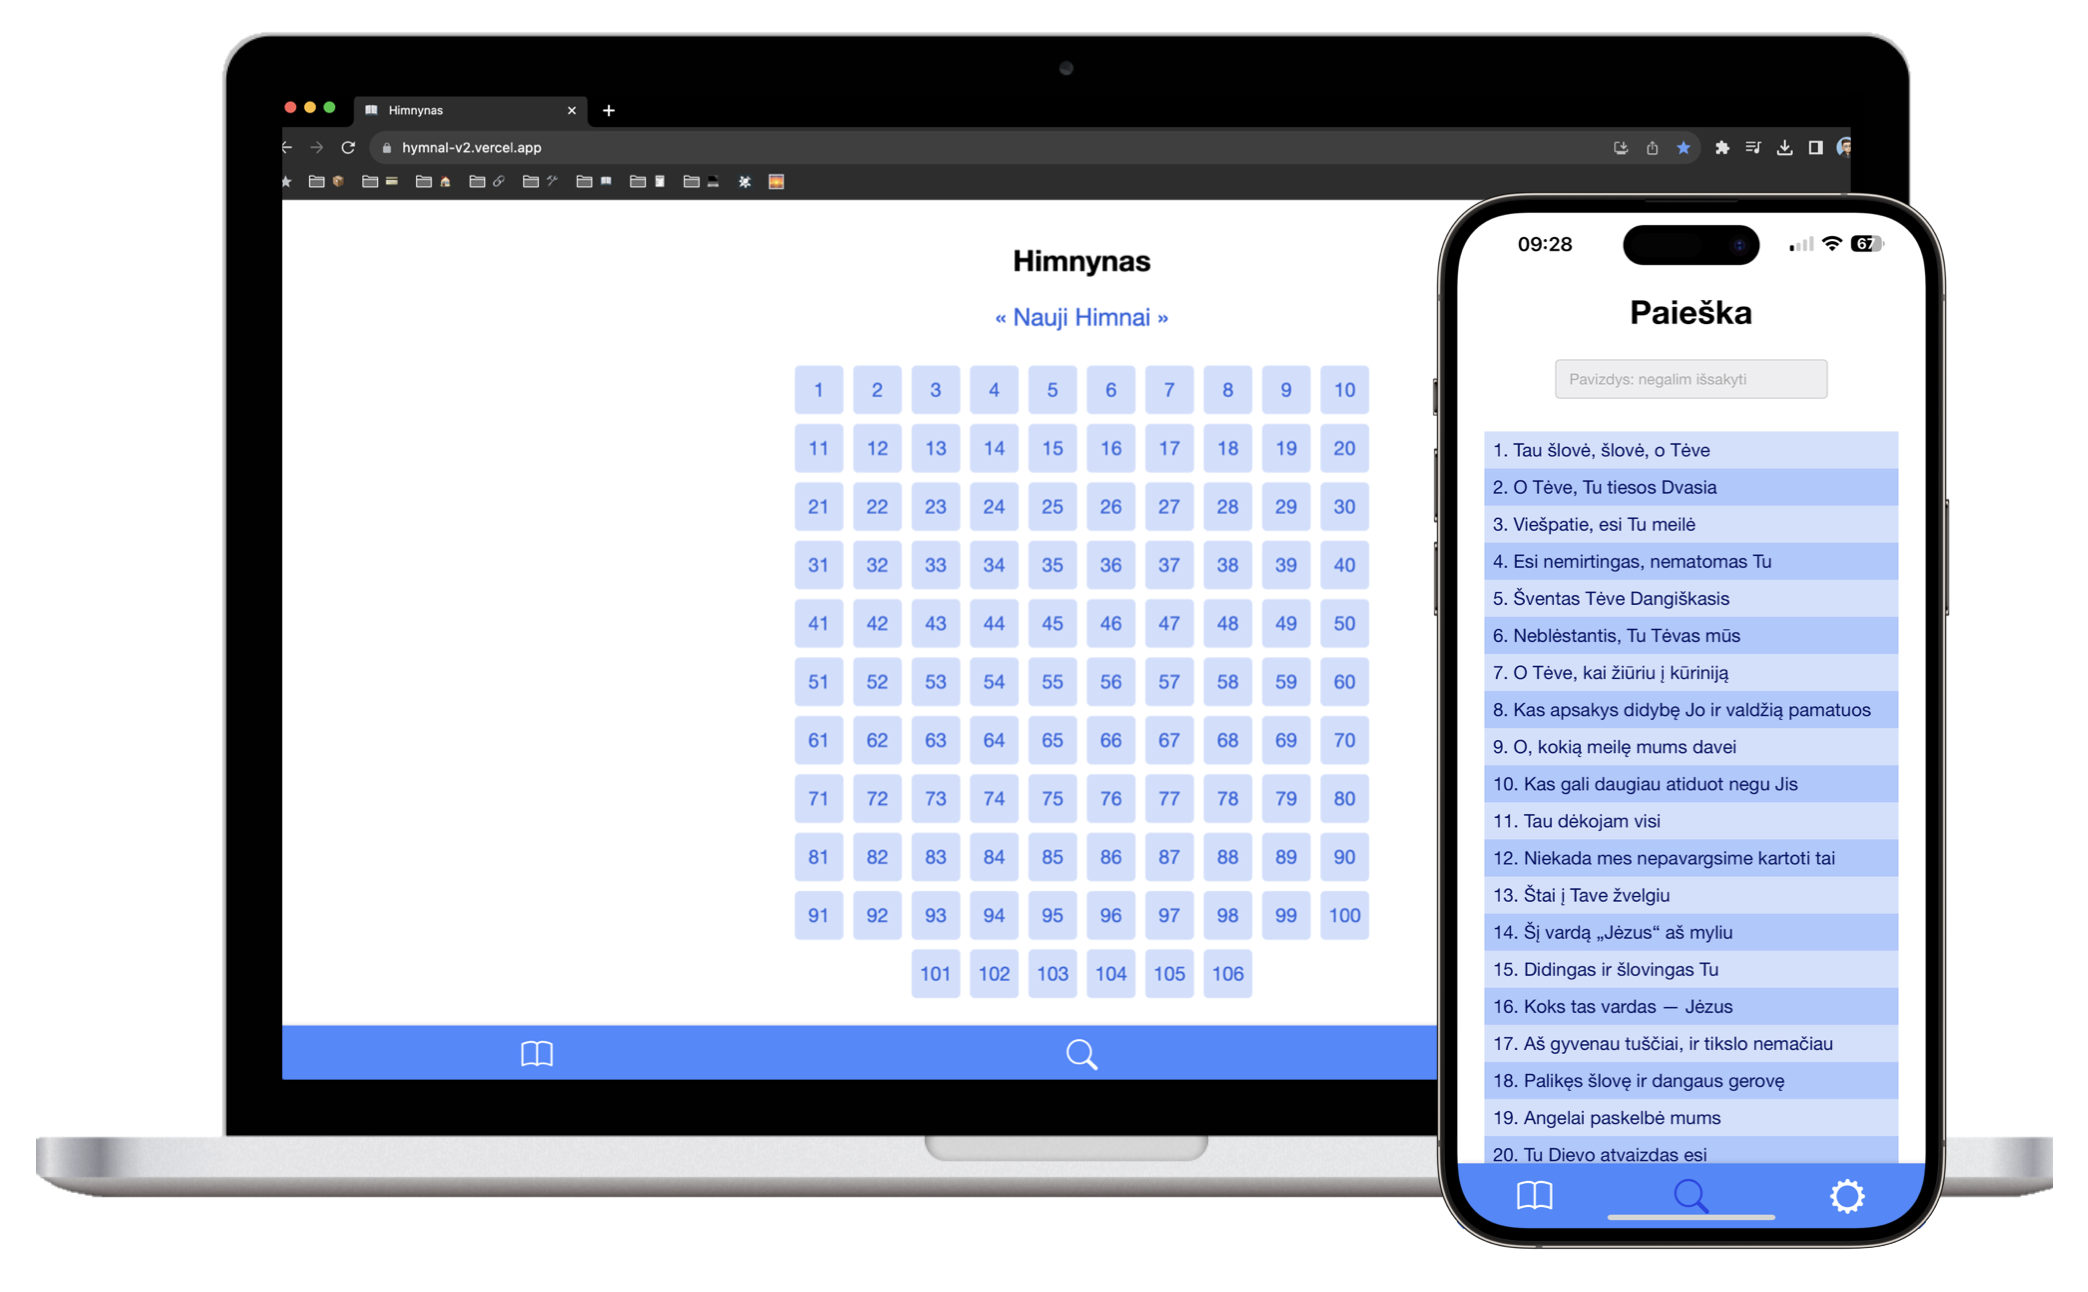 Himnynas
hymnal-v2.vercel.app
Himnynas
« Nauji Himnai »
1 2 3 4 5 6 7 8 9 10
11 12 13 14 15 16 17 18 19 20
21 22 23 24 25 26 27 28 29 30
31 32 33 34 35 36 37 38 39 40
41 42 43 44 45 46 47 48 49 50
51 52 53 54 55 56 57 58 59 60
61 62 63 64 65 66 67 68 69 70
71 72 73 74 75 76 77 78 79 80
81 82 83 84 85 86 87 88 89 90
91 92 93 94 95 96 97 98 99 100
101 102 103 104 105 106
09:28
67
Paieška
Pavizdys: negalim išsakyti
1. Tau šlovė, šlovė, o Tėve
2. O Tėve, Tu tiesos Dvasia
3. Viešpatie, esi Tu meilė
4. Esi nemirtingas, nematomas Tu
5. Šventas Tėve Dangiškasis
6. Neblėstantis, Tu Tėvas mūs
7. O Tėve, kai žiūriu į kūriniją
8. Kas apsakys didybę Jo ir valdžią pamatuos
9. O, kokią meilę mums davei
10. Kas gali daugiau atiduot negu Jis
11. Tau dėkojam visi
12. Niekada mes nepavargsime kartoti tai
13. Štai į Tave žvelgiu
14. Šį vardą „Jėzus“ aš myliu
15. Didingas ir šlovingas Tu
16. Koks tas vardas — Jėzus
17. Aš gyvenau tuščiai, ir tikslo nemačiau
18. Palikęs šlovę ir dangaus gerovę
19. Angelai paskelbė mums
20. Tu Dievo atvaizdas esi